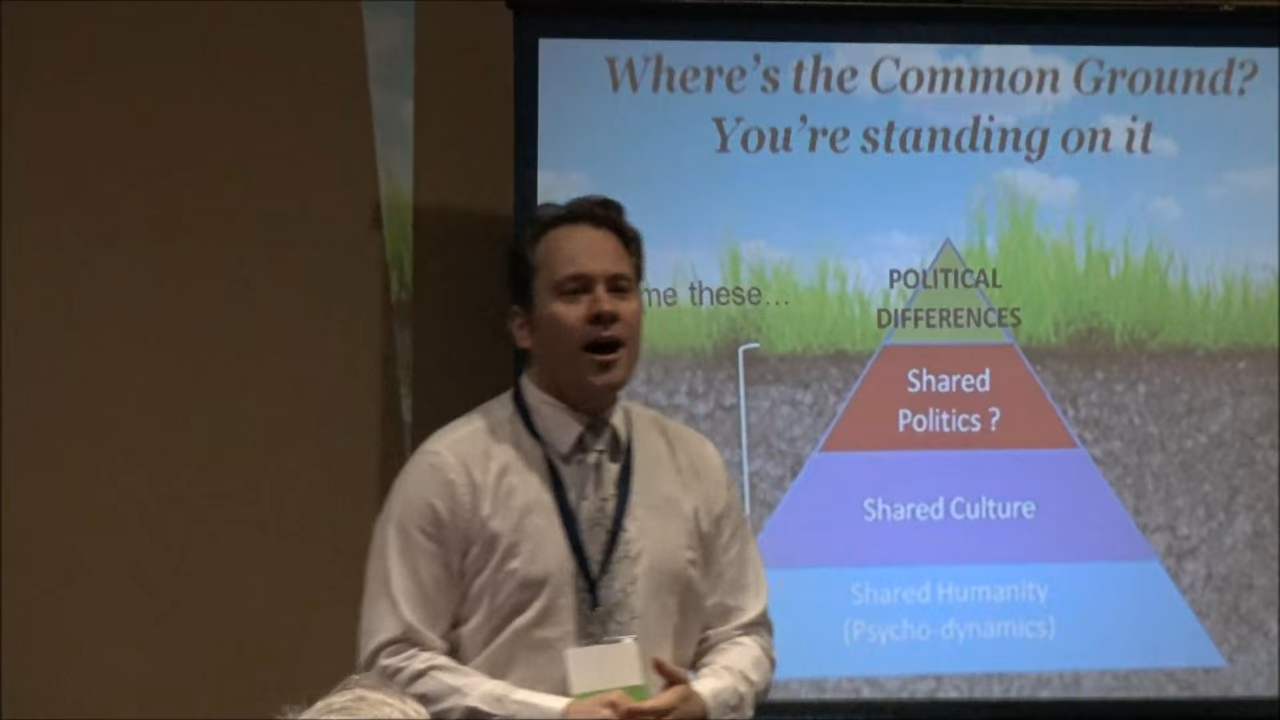 Where's the Common Ground?
You're standing on it
me these...
POLITICAL
DIFFERENCES
Shared
Politics ?
Shared Culture
Shared Humanity
(Psycho-dynamics)